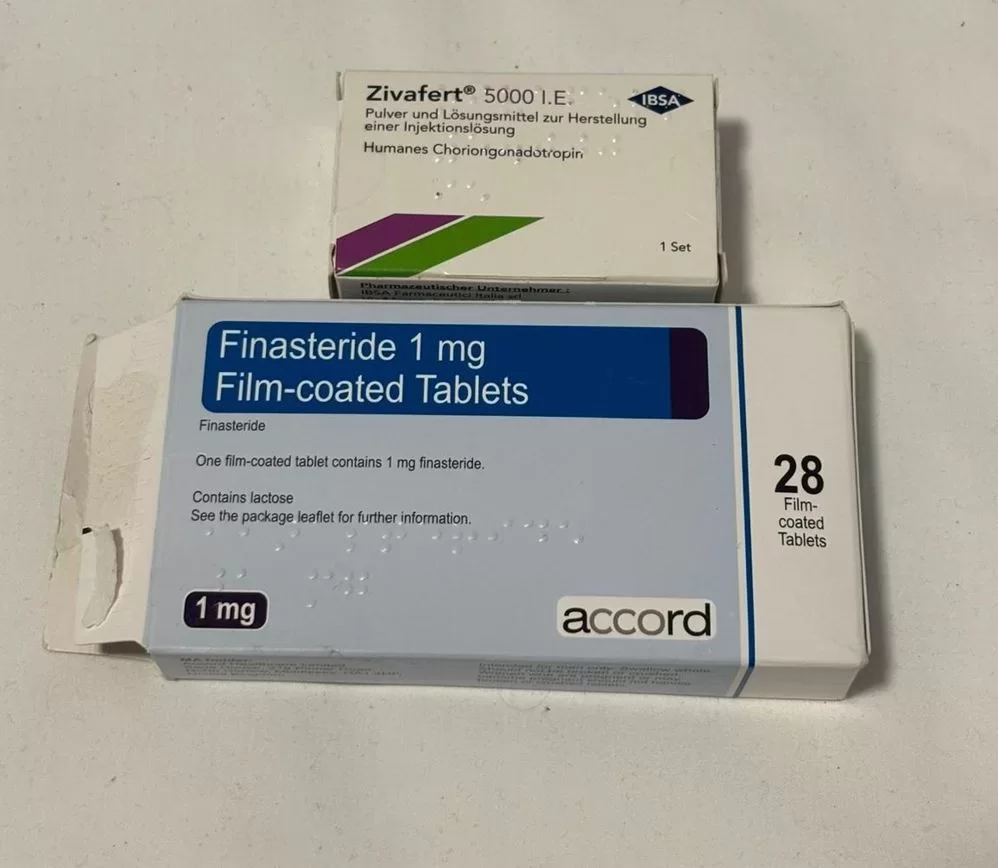 Zivafert® 5000 I.E.
IBSA
Pulver und Lösungsmittel zur Herstellung
einer Injektionslösung
Humanes Choriongonadotropin
1 Set
Pharmazeutischer Unternehmer :
IBSA Farmaceutici Italia srl
Finasteride 1 mg
Film-coated Tablets
Finasteride
One film-coated tablet contains 1 mg finasteride.
Contains lactose
See the package leaflet for further information.
28
Film-
coated
Tablets
1 mg
accord
MA holder: